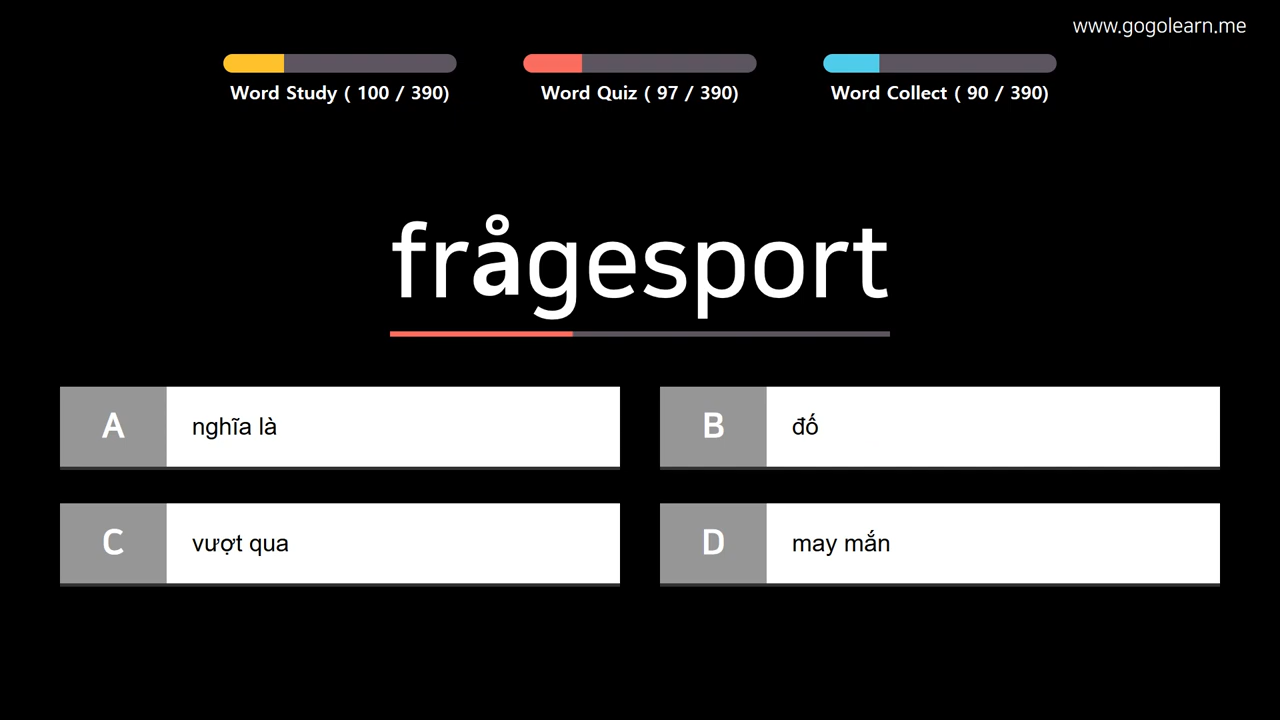 www.gogolearn.me
Word Study ( 100 / 390)
Word Quiz ( 97 / 390)
Word Collect ( 90 / 390)
frågesport
A nghĩa là
B đố
C vượt qua
D may mắn